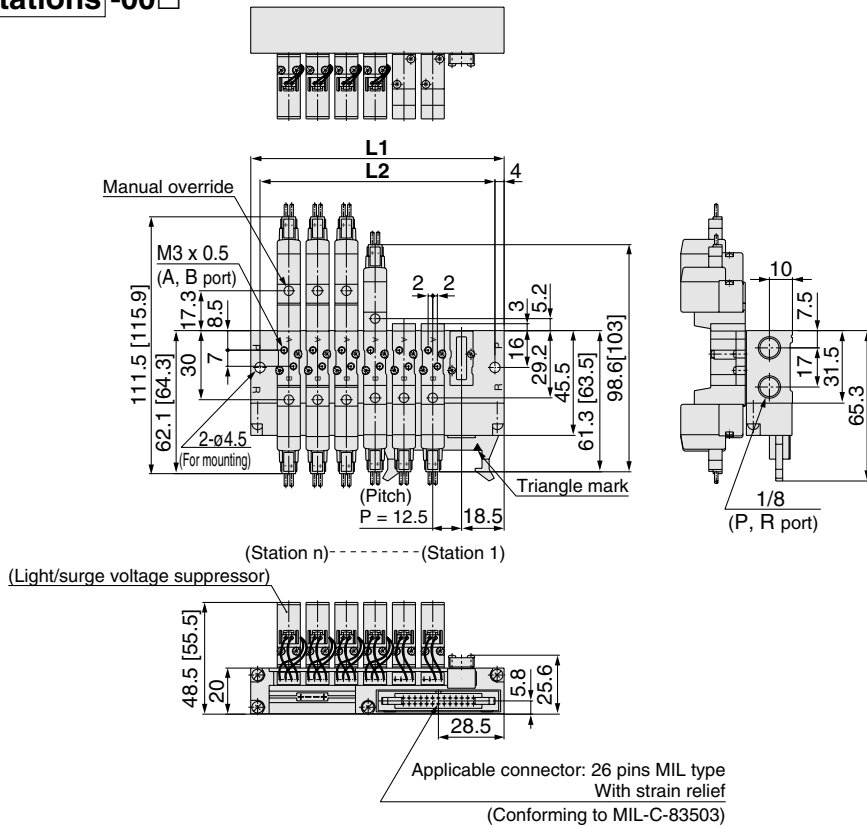 tations -00□
L1
L2
4
Manual override
M3 x 0.5
(A, B port)
111.5 [115.9]
17.3
8.5
30
7
62.1 [64.3]
2-ø4.5
(For mounting)
2
2
3
5.2
16
29.2
45.5
61.3 [63.5]
98.6[103]
A
A
A
A
A
A
B
B
B
B
B
B
P
R
R
(Pitch)
P = 12.5
18.5
Triangle mark
10
7.5
17
31.5
65.3
1/8
(P, R port)
(Station n)--------(Station 1)
(Light/surge voltage suppressor)
48.5 [55.5]
20
5.8
25.6
28.5
Applicable connector: 26 pins MIL type
With strain relief
(Conforming to MIL-C-83503)